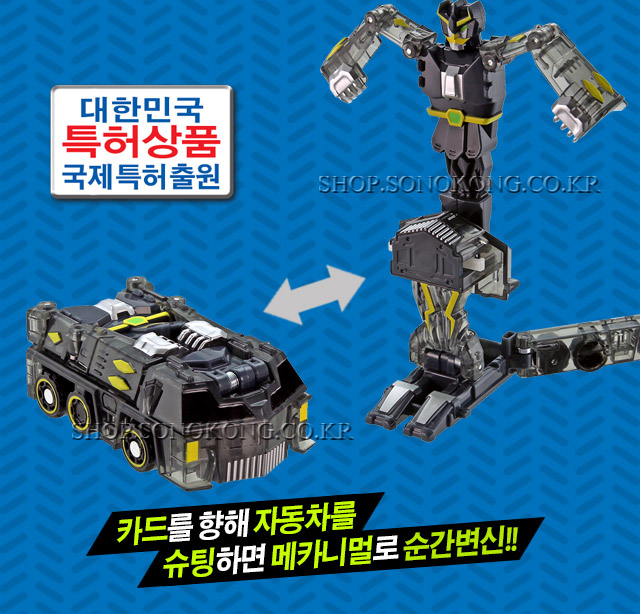 대한민국
특허상품
국제특허출원
SHOP.SONOKONG.CO.KR
SHOP.SONOKONG.CO.KR
카드를 향해 자동차를
슈팅하면 메카니멀로 순간변신!!